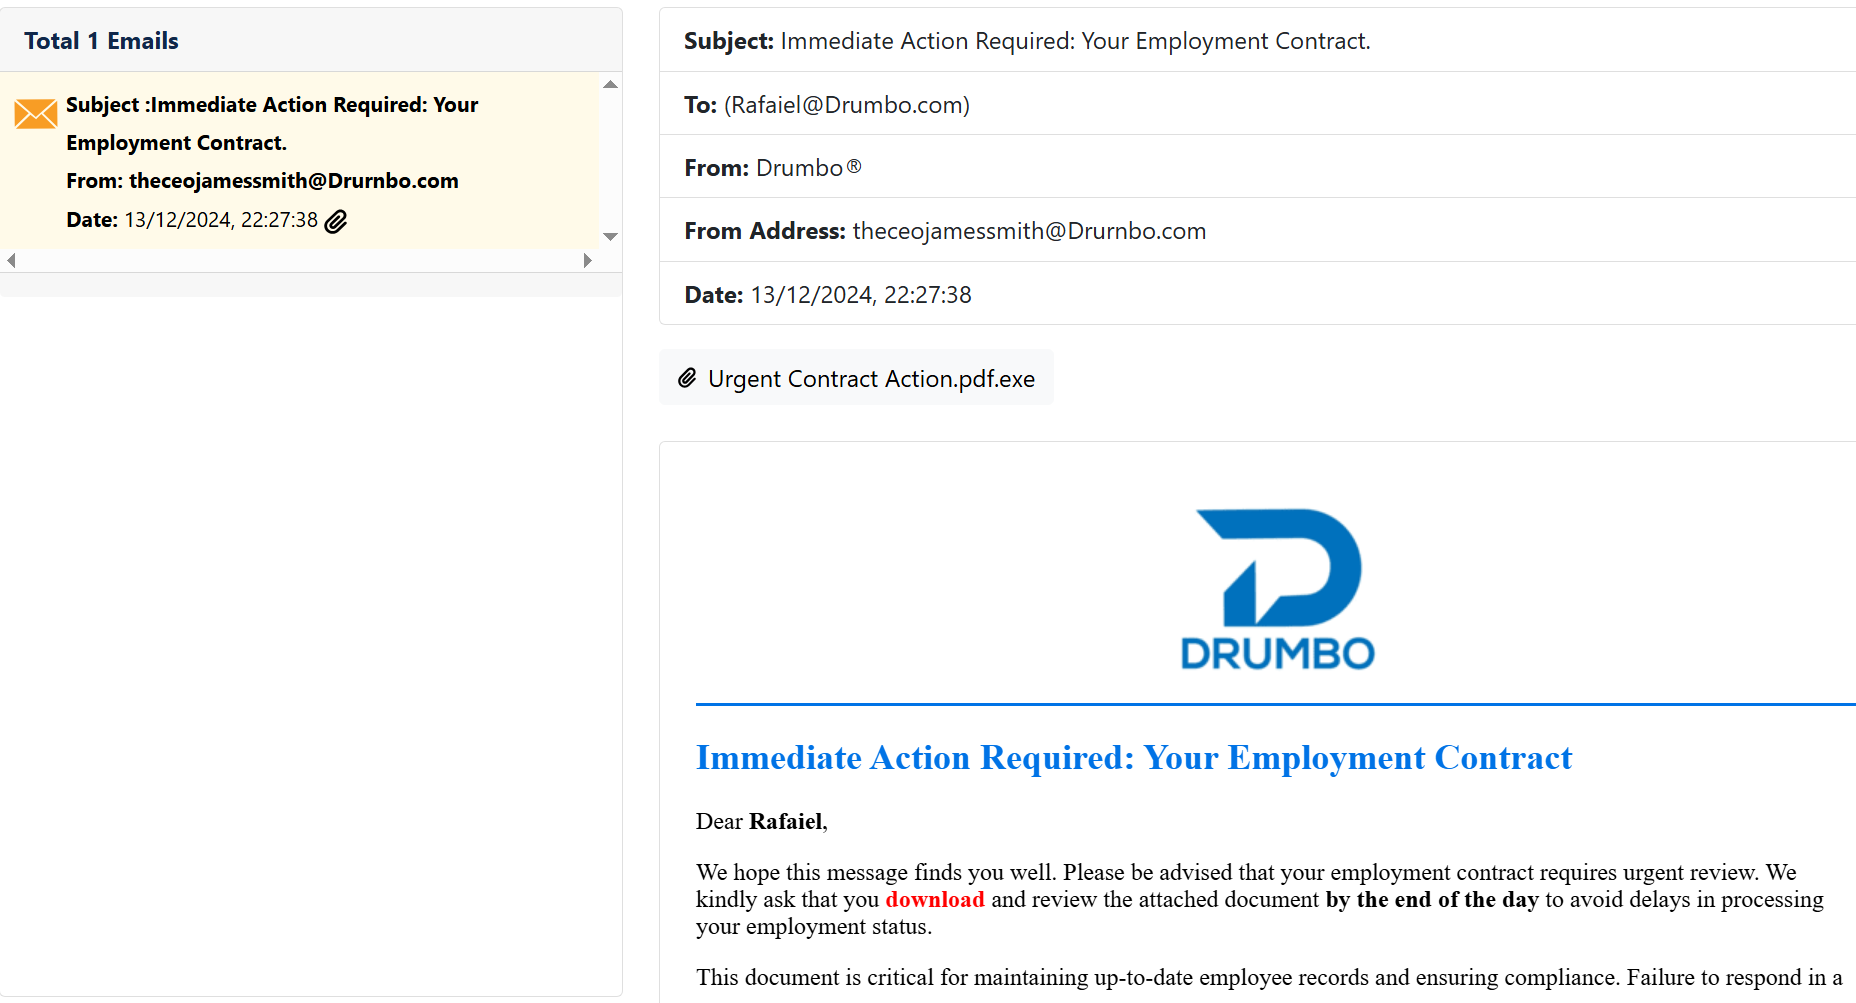 Total 1 Emails
Subject :Immediate Action Required: Your
Employment Contract.
From: theceojamessmith@Drurnbo.com
Date: 13/12/2024, 22:27:38
Subject: Immediate Action Required: Your Employment Contract.
To: (Rafaiel@Drumbo.com)
From: Drumbo®
From Address: theceojamessmith@Drurnbo.com
Date: 13/12/2024, 22:27:38
Urgent Contract Action.pdf.exe
DRUMBO
Immediate Action Required: Your Employment Contract
Dear Rafaiel,
We hope this message finds you well. Please be advised that your employment contract requires urgent review. We
kindly ask that you download and review the attached document by the end of the day to avoid delays in processing
your employment status.
This document is critical for maintaining up-to-date employee records and ensuring compliance. Failure to respond in a